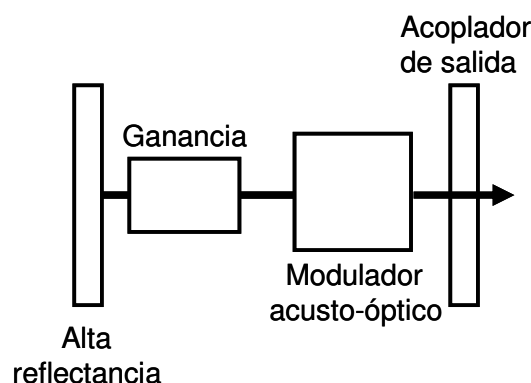 Acoplador
de salida
Ganancia
Modulador
acusto-óptico
Alta
reflectancia